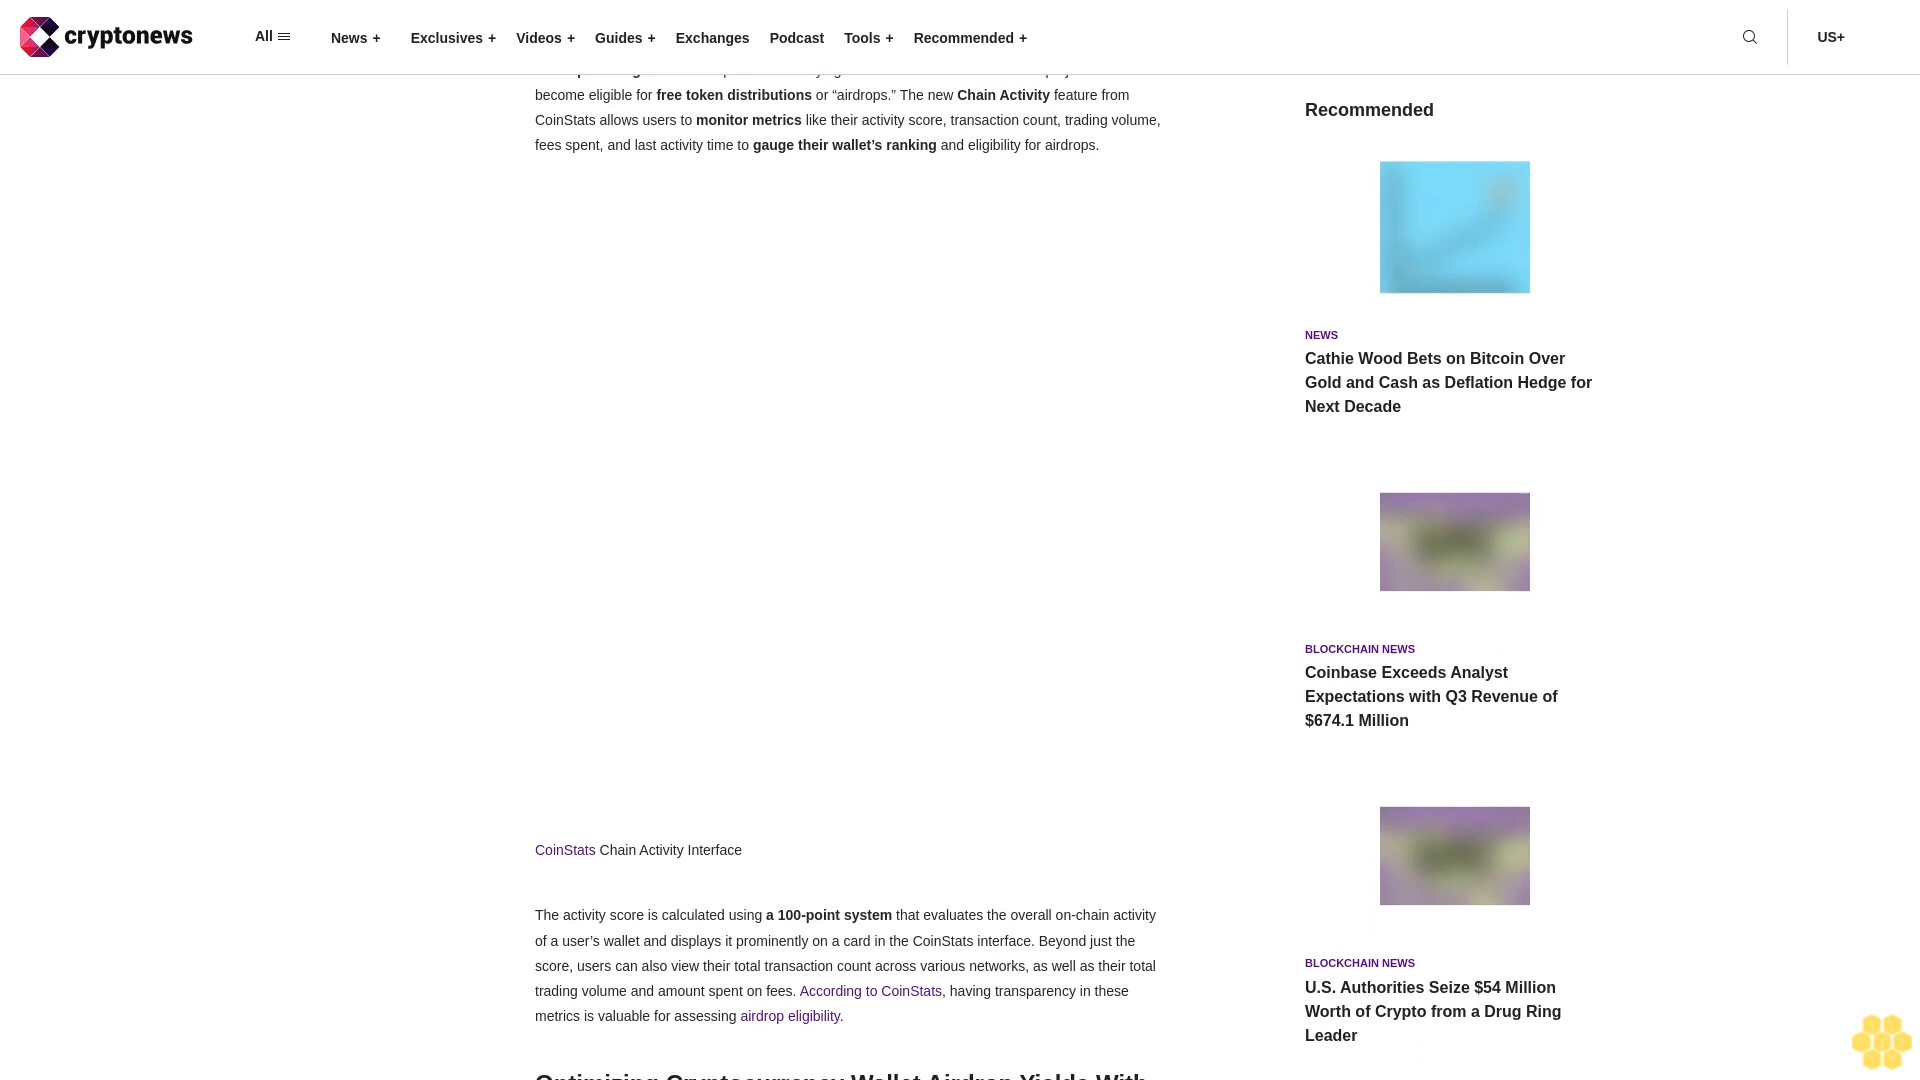 cryptonews
All
News +
Exclusives +
Videos +
Guides +
Exchanges
Podcast
Tools +
Recommended +
US+
become eligible for free token distributions or “airdrops.” The new Chain Activity feature from
CoinStats allows users to monitor metrics like their activity score, transaction count, trading volume,
fees spent, and last activity time to gauge their wallet’s ranking and eligibility for airdrops.
CoinStats Chain Activity Interface
The activity score is calculated using a 100-point system that evaluates the overall on-chain activity
of a user’s wallet and displays it prominently on a card in the CoinStats interface. Beyond just the
score, users can also view their total transaction count across various networks, as well as their total
trading volume and amount spent on fees. According to CoinStats, having transparency in these
metrics is valuable for assessing airdrop eligibility.
Optimizing Cryptocurrency Wallet Airdrop Yields With
Recommended
NEWS
Cathie Wood Bets on Bitcoin Over
Gold and Cash as Deflation Hedge for
Next Decade
BLOCKCHAIN NEWS
Coinbase Exceeds Analyst
Expectations with Q3 Revenue of
$674.1 Million
BLOCKCHAIN NEWS
U.S. Authorities Seize $54 Million
Worth of Crypto from a Drug Ring
Leader